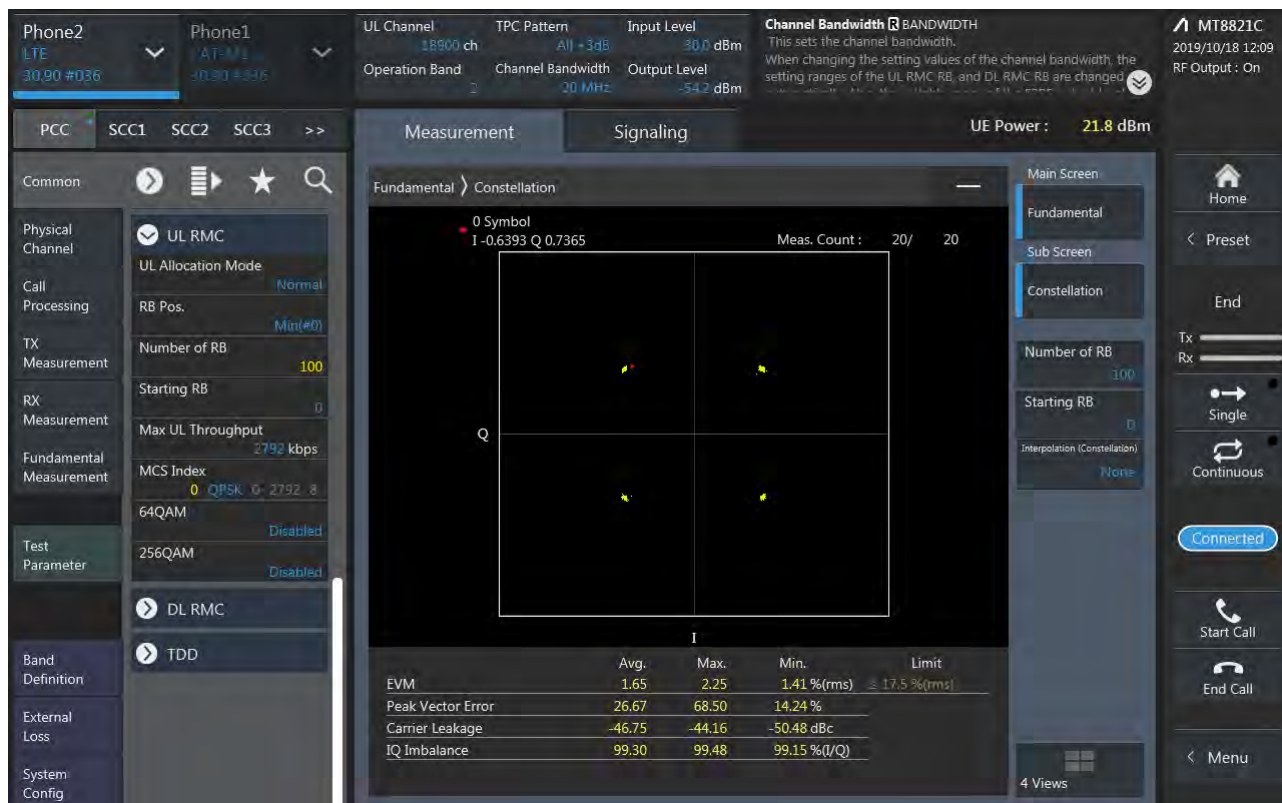 Phone2
LTE
30.90 #036
Phone1
CAT-M1
30.90 #336
UL Channel
18900 ch
TPC Pattern
All +3dB
Input Level
30.0 dBm
Operation Band
2
Channel Bandwidth
20 MHz
Output Level
-54.2 dBm
Channel Bandwidth R BANDWIDTH
This sets the channel bandwidth.
When changing the setting values of the channel bandwidth, the
setting ranges of the UL RMC RB, and DL RMC RB are changed
MT8821C
2019/10/18 12:09
RF Output : On
PCC SCC1 SCC2 SCC3 >>
Measurement
Signaling
UE Power : 21.8 dBm
Common
Physical
Channel
Call
Processing
TX
Measurement
RX
Measurement
Fundamental
Measurement
Test
Parameter
Band
Definition
External
Loss
System
Config
UL RMC
UL Allocation Mode
Normal
RB Pos.
Min(#0)
Number of RB
100
Starting RB
0
Max UL Throughput
2792 kbps
MCS Index
0 QPSK 0 2792 8
64QAM
Disabled
256QAM
Disabled
DL RMC
TDD
Fundamental 〉 Constellation
0 Symbol
I -0.6393 Q 0.7365
Meas. Count : 20/ 20
Q
I
Avg. Max. Min. Limit
EVM 1.65 2.25 1.41 %(rms) ≤ 17.5 %(rms)
Peak Vector Error 26.67 68.50 14.24 %
Carrier Leakage -46.75 -44.16 -50.48 dBc
IQ Imbalance 99.30 99.48 99.15 %(I/Q)
Main Screen
Fundamental
Sub Screen
Constellation
Number of RB
100
Starting RB
0
Interpolation (Constellation)
None
4 Views
Home
< Preset
End
Tx
Rx
Single
Continuous
Connected
Start Call
End Call
< Menu